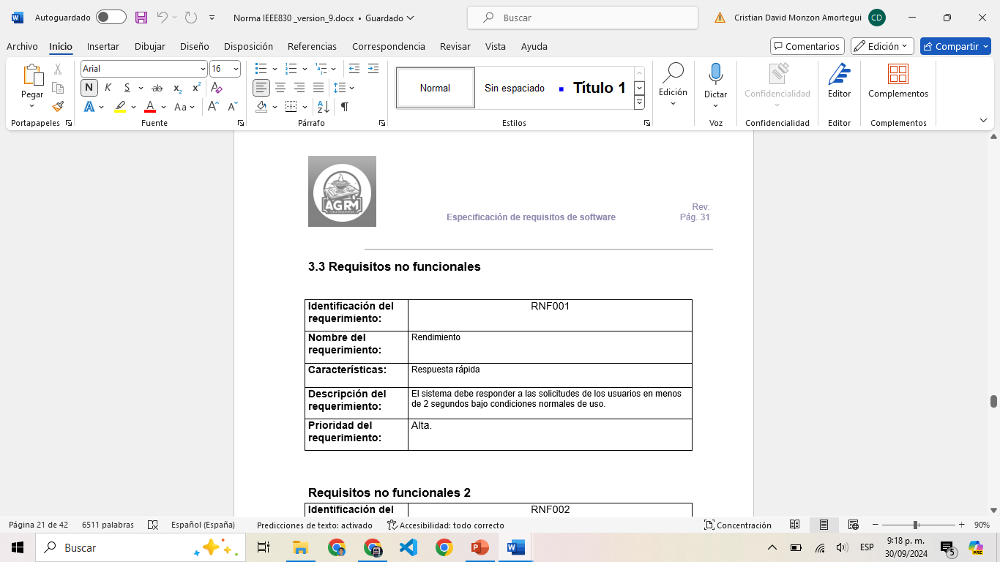 Autoguardado
Norma IEEE830 _version_9.docx • Guardado
Buscar
Cristian David Monzon Amortegui
CD
Archivo Inicio Insertar Dibujar Diseño Disposición Referencias Correspondencia Revisar Vista Ayuda
Comentarios Edición Compartir
Pegar
Arial 16
N K S ab x₂ x²
A A A Aa A A
Normal
Sin espaciado
Titulo 1
Edición
Dictar
Confidencialidad
Editor
Complementos
Portapapeles Fuente Párrafo Estilos Voz Confidencialidad Editor Complementos
AGRM
Rev.
Especificación de requisitos de software Pág. 31
3.3 Requisitos no funcionales
Identificación del requerimiento: RNF001
Nombre del requerimiento: Rendimiento
Características: Respuesta rápida
Descripción del requerimiento: El sistema debe responder a las solicitudes de los usuarios en menos
de 2 segundos bajo condiciones normales de uso.
Prioridad del requerimiento: Alta.
Requisitos no funcionales 2
Identificación del RNF002
Página 21 de 42 6511 palabras Español (España) Predicciones de texto: activado Accesibilidad: todo correcto Concentración 90%
Buscar
ESP
9:18 p. m.
30/09/2024
5
PRE